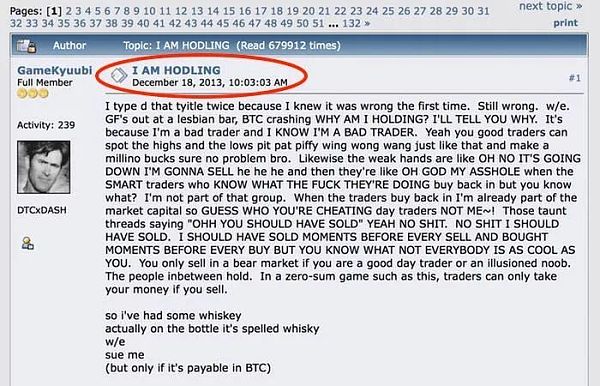 Pages: [1] 2 3 4 5 6 7 8 9 10 11 12 13 14 15 16 17 18 19 20 21 22 23 24 25 26 27 28 29 30 31
32 33 34 35 36 37 38 39 40 41 42 43 44 45 46 47 48 49 50 51 ... 132 »
next topic »
print
Author Topic: I AM HODLING (Read 679912 times)
GameKyuubi
Full Member
Activity: 239
DTCxDASH
I AM HODLING
December 18, 2013, 10:03:03 AM
#1
I type d that tyitle twice because I knew it was wrong the first time. Still wrong. w/e.
GF's out at a lesbian bar, BTC crashing WHY AM I HOLDING? I'LL TELL YOU WHY. It's
because I'm a bad trader and I KNOW I'M A BAD TRADER. Yeah you good traders can
spot the highs and the lows pit pat piffy wing wong wang just like that and make a
millino bucks sure no problem bro. Likewise the weak hands are like OH NO IT'S GOING
DOWN I'M GONNA SELL he he he and then they're like OH GOD MY ASSHOLE when the
SMART traders who KNOW WHAT THE FUCK THEY'RE DOING buy back in but you know
what? I'm not part of that group. When the traders buy back in I'm already part of the
market capital so GUESS WHO YOU'RE CHEATING day traders NOT ME~! Those taunt
threads saying "OHH YOU SHOULD HAVE SOLD" YEAH NO SHIT. NO SHIT I SHOULD
HAVE SOLD. I SHOULD HAVE SOLD MOMENTS BEFORE EVERY SELL AND BOUGHT
MOMENTS BEFORE EVERY BUY BUT YOU KNOW WHAT NOT EVERYBODY IS AS COOL AS
YOU. You only sell in a bear market if you are a good day trader or an illusioned noob.
The people inbetween hold. In a zero-sum game such as this, traders can only take
your money if you sell.
so i've had some whiskey
actually on the bottle it's spelled whisky
w/e
sue me
(but only if it's payable in BTC)